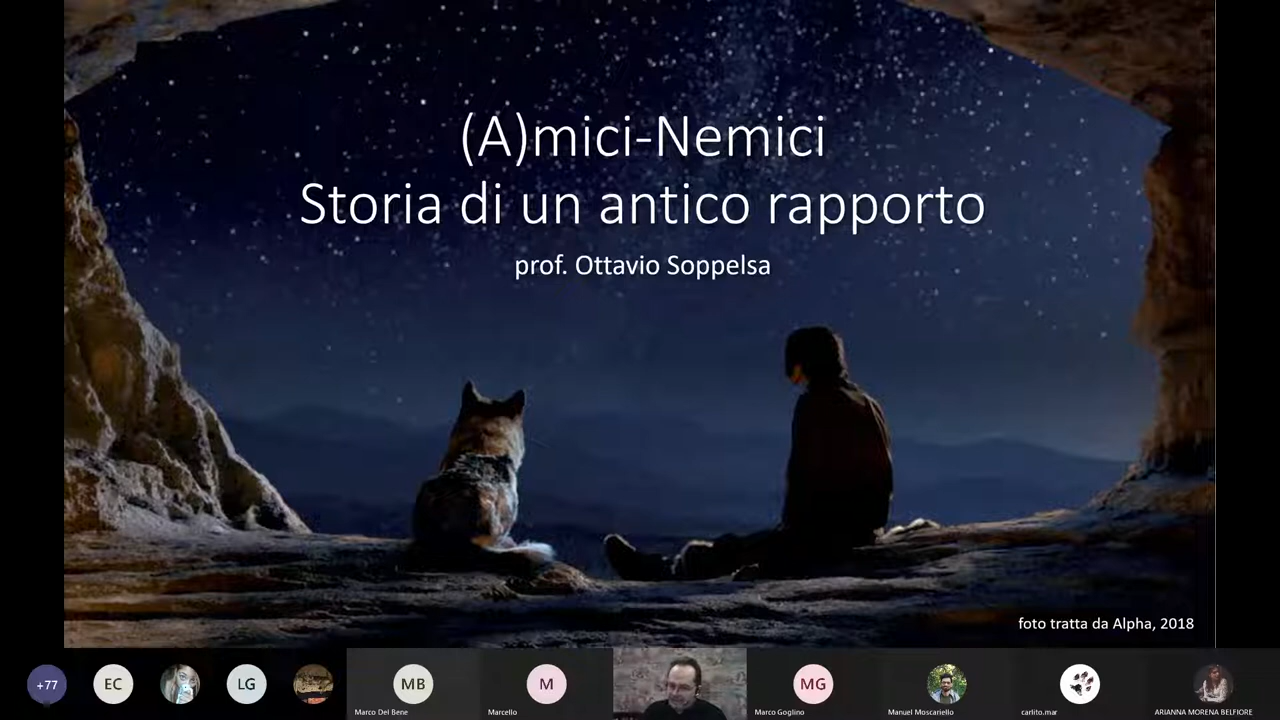 (A)mici-Nemici
Storia di un antico rapporto
prof. Ottavio Soppelsa
foto tratta da Alpha, 2018
+77
EC
LG
MB
M
MG
Marco Del Bene
Marcello
Marco Goglino
Manuel Moscariello
carlito.mar
ARIANNA MORENA BELFIORE